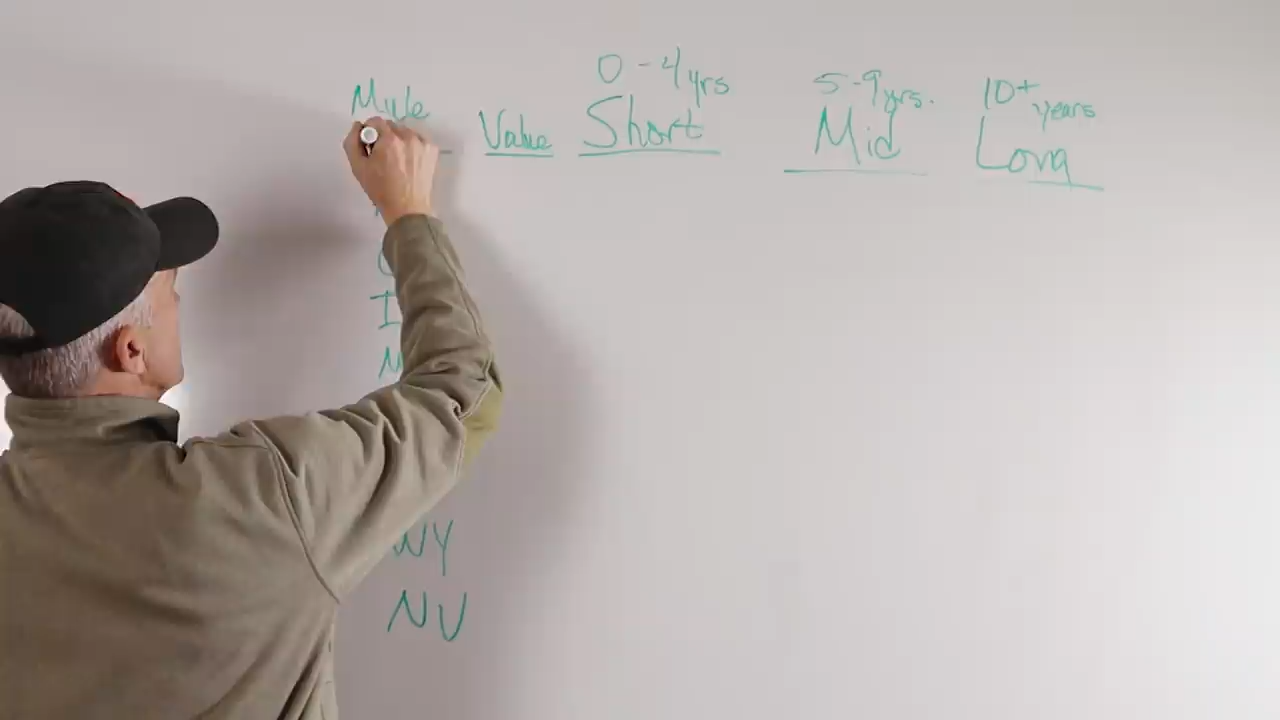 Mule
Value
0-4 yrs
Short
5-9 yrs.
Mid
10+ years
Long
WY
NV